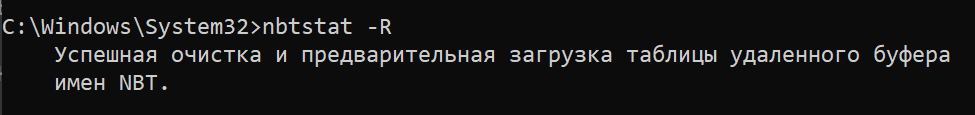 C:\Windows\System32>nbtstat -R
Успешная очистка и предварительная загрузка таблицы удаленного буфера
имен NBT.